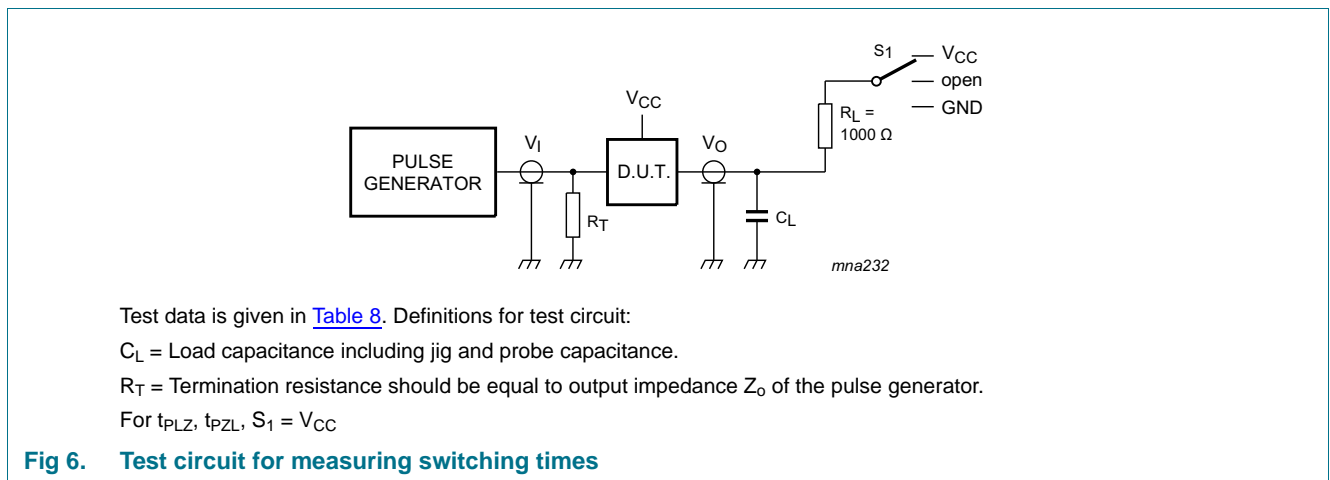 S1
VCC
open
GND
RL =
1000 Ω
VCC
PULSE
GENERATOR
VI
D.U.T.
VO
RT
CL
mna232
Test data is given in Table 8. Definitions for test circuit:
CL = Load capacitance including jig and probe capacitance.
RT = Termination resistance should be equal to output impedance Zo of the pulse generator.
For tPLZ, tPZL, S1 = VCC
Fig 6. Test circuit for measuring switching times